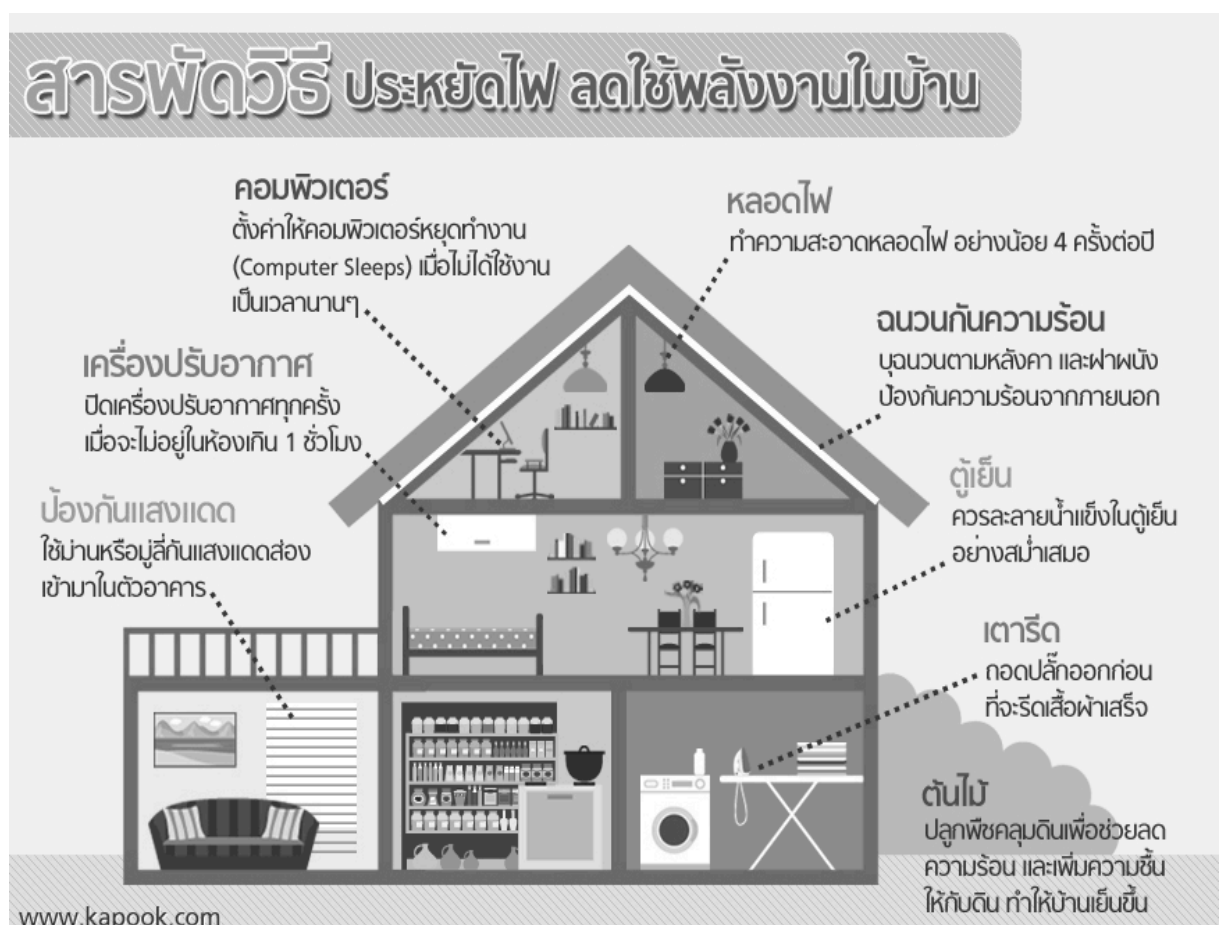 สารพัดวิธี ประหยัดไฟ ลดใช้พลังงานในบ้าน
คอมพิวเตอร์
ตั้งค่าให้คอมพิวเตอร์หยุดทำงาน
(Computer Sleeps) เมื่อไม่ได้ใช้งาน
เป็นเวลานานๆ
หลอดไฟ
ทำความสะอาดหลอดไฟ อย่างน้อย 4 ครั้งต่อปี
ฉนวนกันความร้อน
บุฉนวนตามหลังคา และฝาผนัง
ป้องกันความร้อนจากภายนอก
เครื่องปรับอากาศ
ปิดเครื่องปรับอากาศทุกครั้ง
เมื่อจะไม่อยู่ในห้องเกิน 1 ชั่วโมง
ตู้เย็น
ควรละลายน้ำแข็งในตู้เย็น
อย่างสม่ำเสมอ
ป้องกันแสงแดด
ใช้ม่านหรือมู่ลี่กันแสงแดดส่อง
เข้ามาในตัวอาคาร
เตารีด
ถอดปลั๊กออกก่อน
ที่จะรีดเสื้อผ้าเสร็จ
ต้นไม้
ปลูกพืชคลุมดินเพื่อช่วยลด
ความร้อน และเพิ่มความชื้น
ให้กับดิน ทำให้บ้านเย็นขึ้น
www.kapook.com